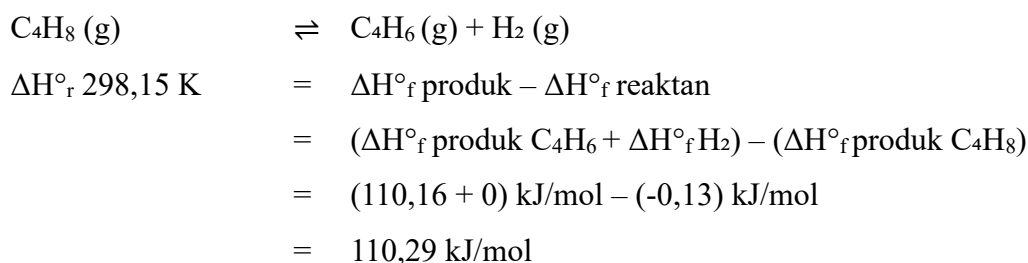 C₄H₈ (g) ⇌ C₄H₆ (g) + H₂ (g)
ΔH°r 298,15 K = ΔH°f produk – ΔH°f reaktan
= (ΔH°f produk C₄H₆ + ΔH°f H₂) – (ΔH°f produk C₄H₈)
= (110,16 + 0) kJ/mol – (-0,13) kJ/mol
= 110,29 kJ/mol